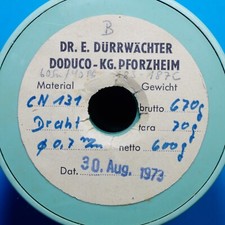 B
DR. E. DÜRRWÄCHTER
DODUCO-KG. PFORZHEIM
Material Gewicht
CN 131 brutto 670g
Draht tara 70g
ø 0.7 mm netto 600g
Dat. 30. Aug. 1973